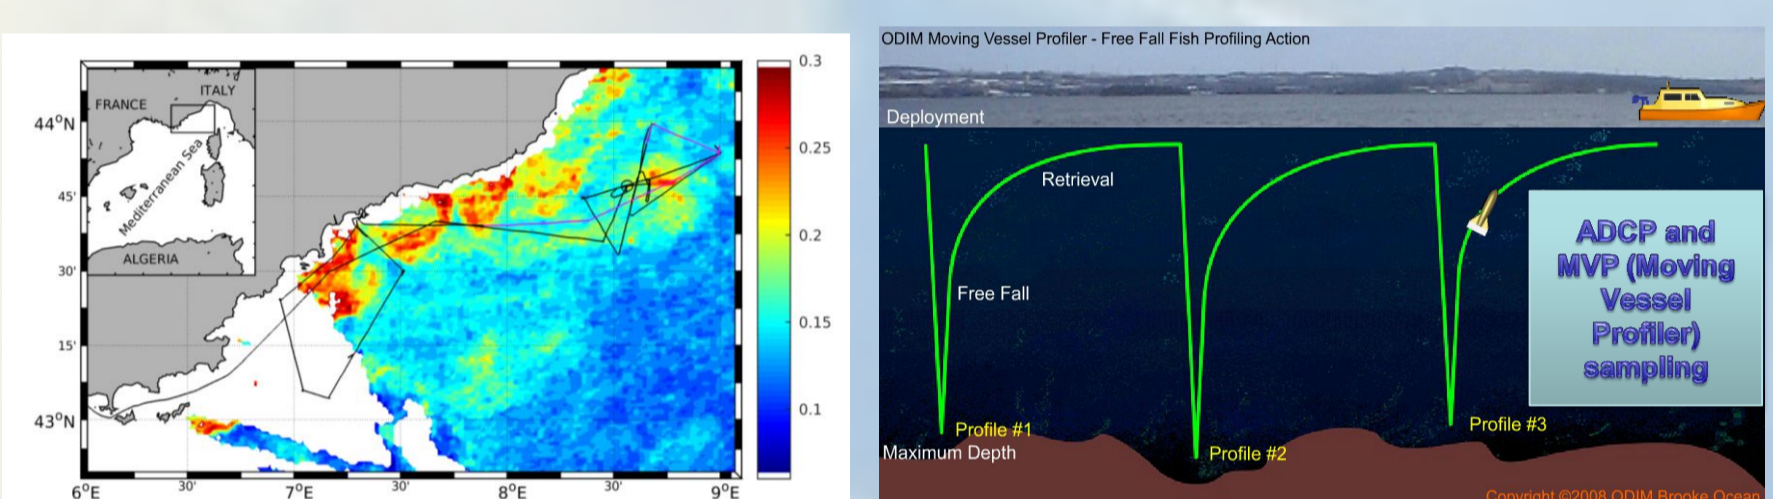 FRANCE
ITALY
Mediterranean Sea
ALGERIA
44°N
45'
30'
15'
43°N
6°E
30'
7°E
30'
8°E
30'
9°E
0.3
0.25
0.2
0.15
0.1
ODIM Moving Vessel Profiler - Free Fall Fish Profiling Action
Deployment
Retrieval
Free Fall
ADCP and
MVP (Moving
Vessel
Profiler)
sampling
Profile #1
Profile #2
Profile #3
Maximum Depth
Copyright ©2008 ODIM Brooke Ocean